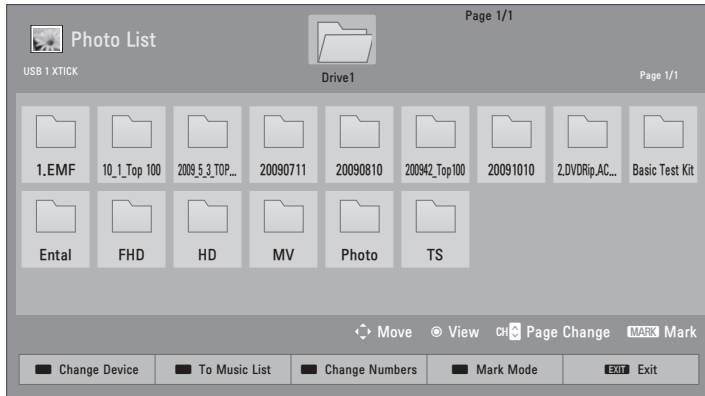 Page 1/1
Photo List
USB 1 XTICK
Drive1
Page 1/1
1.EMF 10_1_Top 100 2009_5_3_TOP... 20090711 20090810 200942_Top100 20091010 2.DVDRip.AC... Basic Test Kit
Ental FHD HD MV Photo TS
Move View CH Page Change MARK Mark
Change Device To Music List Change Numbers Mark Mode EXIT Exit